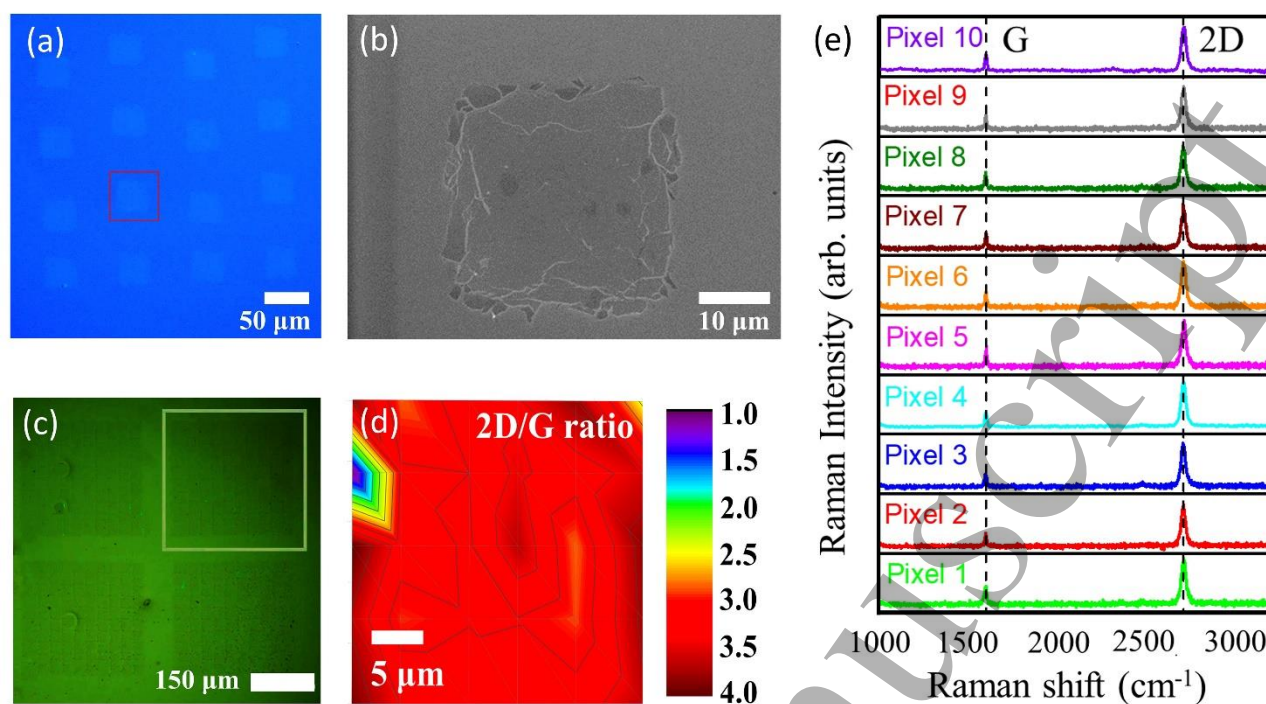 (a)
50 μm
(b)
10 μm
(c)
150 μm
(d)
2D/G ratio
5 μm
1.0
1.5
2.0
2.5
3.0
3.5
4.0
(e)
G
2D
Pixel 10
Pixel 9
Pixel 8
Pixel 7
Pixel 6
Pixel 5
Pixel 4
Pixel 3
Pixel 2
Pixel 1
Raman Intensity (arb. units)
1000 1500 2000 2500 3000
Raman shift (cm⁻¹)
uscript